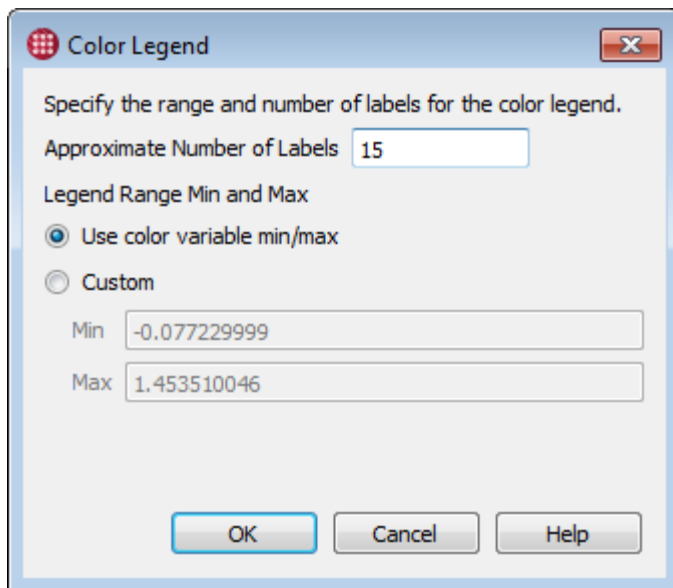 Color Legend
Specify the range and number of labels for the color legend.
Approximate Number of Labels 15
Legend Range Min and Max
Use color variable min/max
Custom
Min -0.077229999
Max 1.453510046
OK Cancel Help